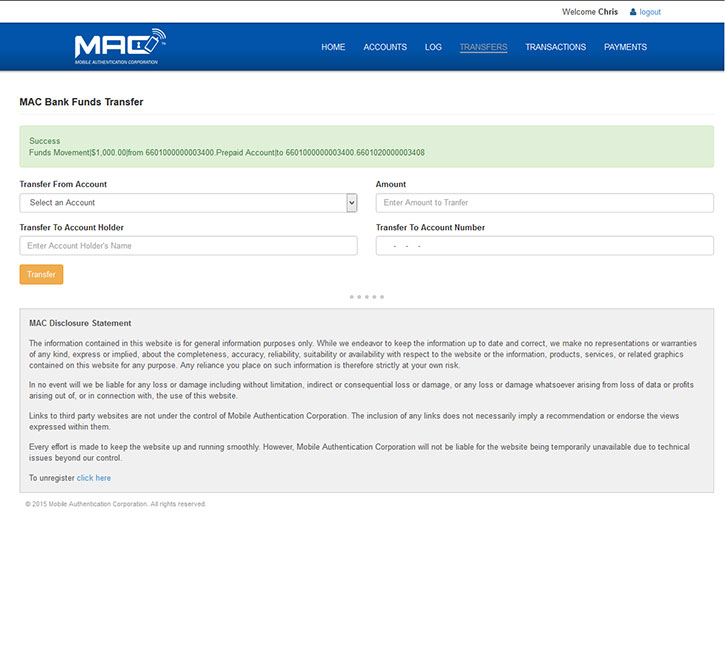 Welcome Chris logout
MAC TM
MOBILE AUTHENTICATION CORPORATION
HOME ACCOUNTS LOG TRANSFERS TRANSACTIONS PAYMENTS
MAC Bank Funds Transfer
Success
Funds Movement|$1,000.00|from 6601000000003400.Prepaid Account|to 6601000000003400.6601020000003408
Transfer From Account Amount
Select an Account Enter Amount to Tranfer
Transfer To Account Holder Transfer To Account Number
Enter Account Holder's Name - - -
Transfer
MAC Disclosure Statement
The information contained in this website is for general information purposes only. While we endeavor to keep the information up to date and correct, we make no representations or warranties
of any kind, express or implied, about the completeness, accuracy, reliability, suitability or availability with respect to the website or the information, products, services, or related graphics
contained on this website for any purpose. Any reliance you place on such information is therefore strictly at your own risk.
In no event will we be liable for any loss or damage including without limitation, indirect or consequential loss or damage, or any loss or damage whatsoever arising from loss of data or profits
arising out of, or in connection with, the use of this website.
Links to third party websites are not under the control of Mobile Authentication Corporation. The inclusion of any links does not necessarily imply a recommendation or endorse the views
expressed within them.
Every effort is made to keep the website up and running smoothly. However, Mobile Authentication Corporation will not be liable for the website being temporarily unavailable due to technical
issues beyond our control.
To unregister click here
© 2015 Mobile Authentication Corporation. All rights reserved.